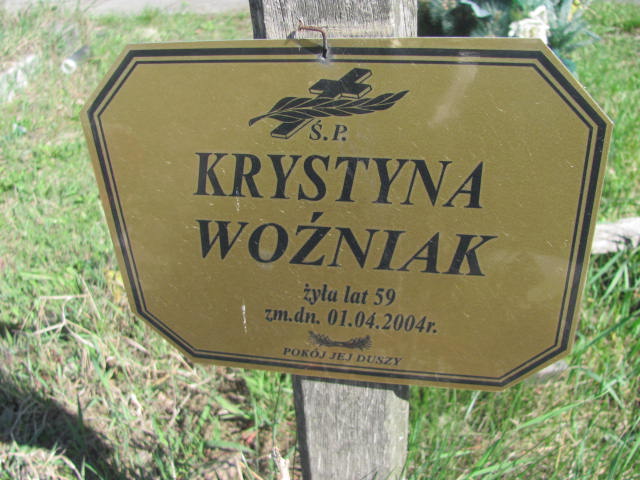 Ś.P.
KRYSTYNA
WOŹNIAK
żyła lat 59
zm.dn. 01.04.2004r.
POKÓJ JEJ DUSZY